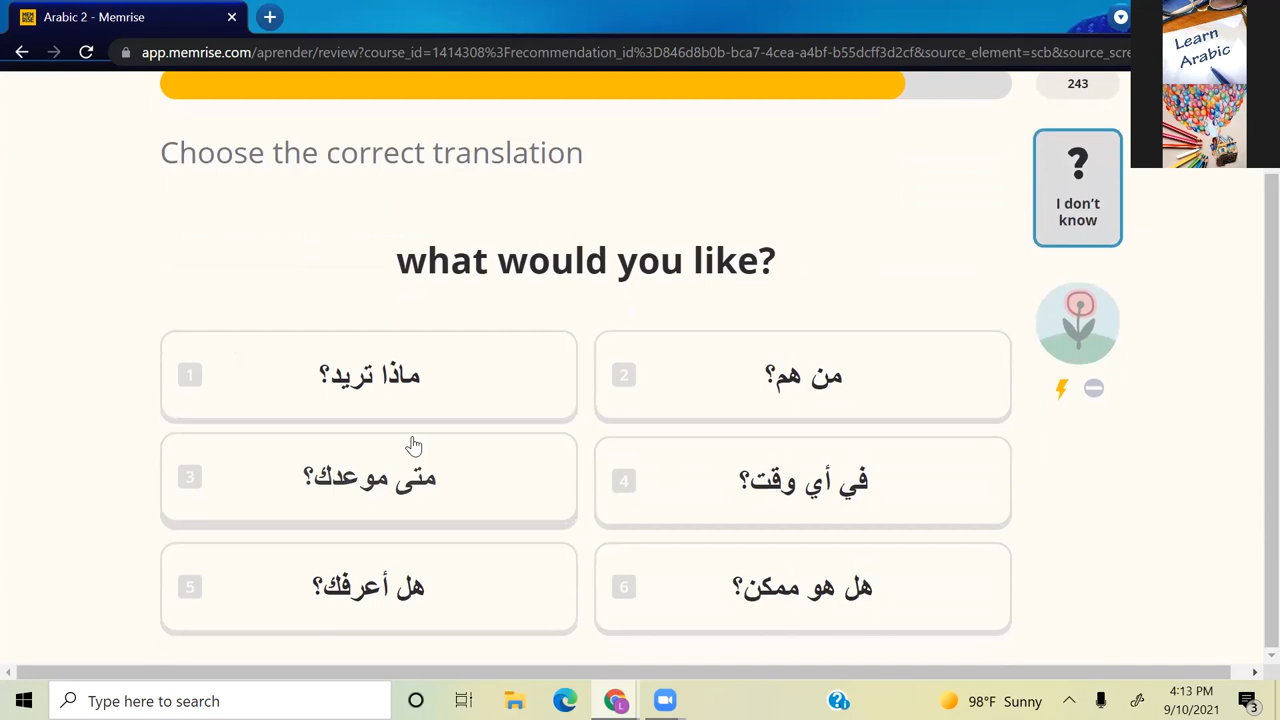 Arabic 2 - Memrise
app.memrise.com/aprender/review?course_id=1414308%3Frecommendation_id%3D846d8b0b-bca7-4cea-a4bf-b55dcff3d2cf&source_element=scb&source_scre
Learn
Arabic
243
Choose the correct translation
?
I don't
know
what would you like?
1 ماذا تريد؟
2 من هم؟
3 متى موعدك؟
4 في أي وقت؟
5 هل أعرفك؟
6 هل هو ممكن؟
Type here to search
98°F Sunny
4:13 PM
9/10/2021
3